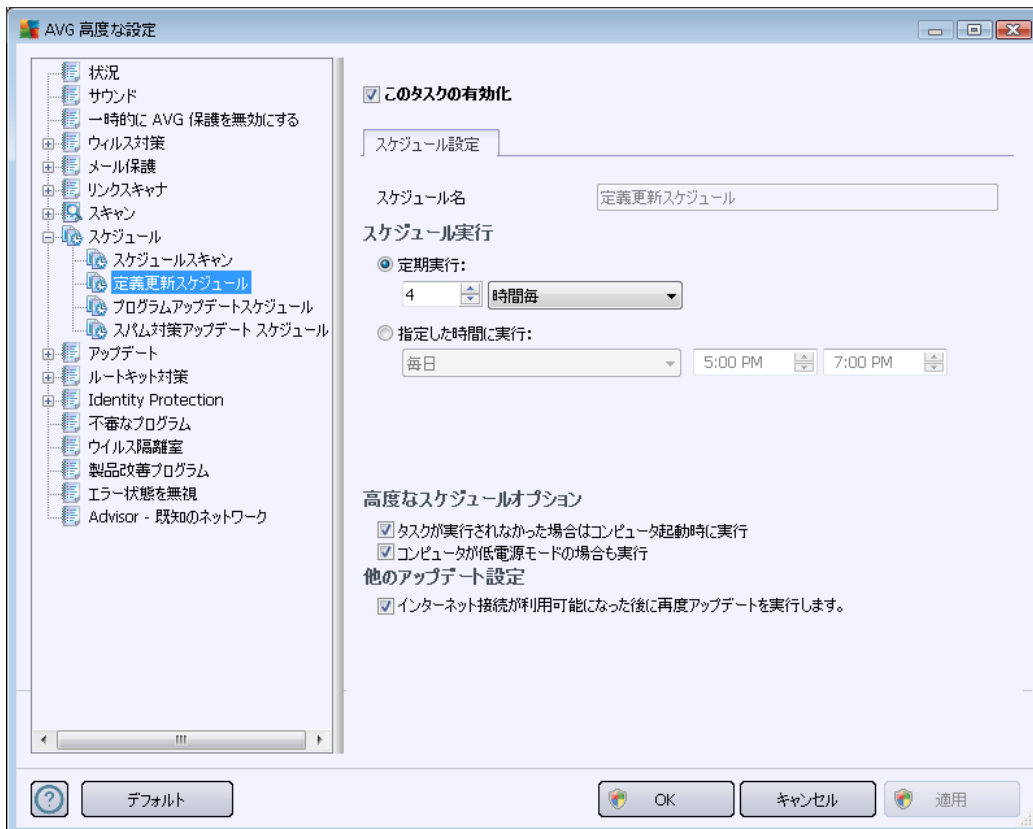 AVG 高度な設定
状況
サウンド
一時的に AVG 保護を無効にする
ウィルス対策
メール保護
リンクスキャナ
スキャン
スケジュール
スケジュールスキャン
定義更新スケジュール
プログラムアップデートスケジュール
スパム対策アップデート スケジュール
アップデート
ルートキット対策
Identity Protection
不審なプログラム
ウイルス隔離室
製品改善プログラム
エラー状態を無視
Advisor - 既知のネットワーク
このタスクの有効化
スケジュール設定
スケジュール名 定義更新スケジュール
スケジュール実行
定期実行:
4 時間毎
指定した時間に実行:
毎日 5:00 PM 7:00 PM
高度なスケジュールオプション
タスクが実行されなかった場合はコンピュータ起動時に実行
コンピュータが低電源モードの場合も実行
他のアップデート設定
インターネット接続が利用可能になった後に再度アップデートを実行します。
デフォルト OK キャンセル 適用